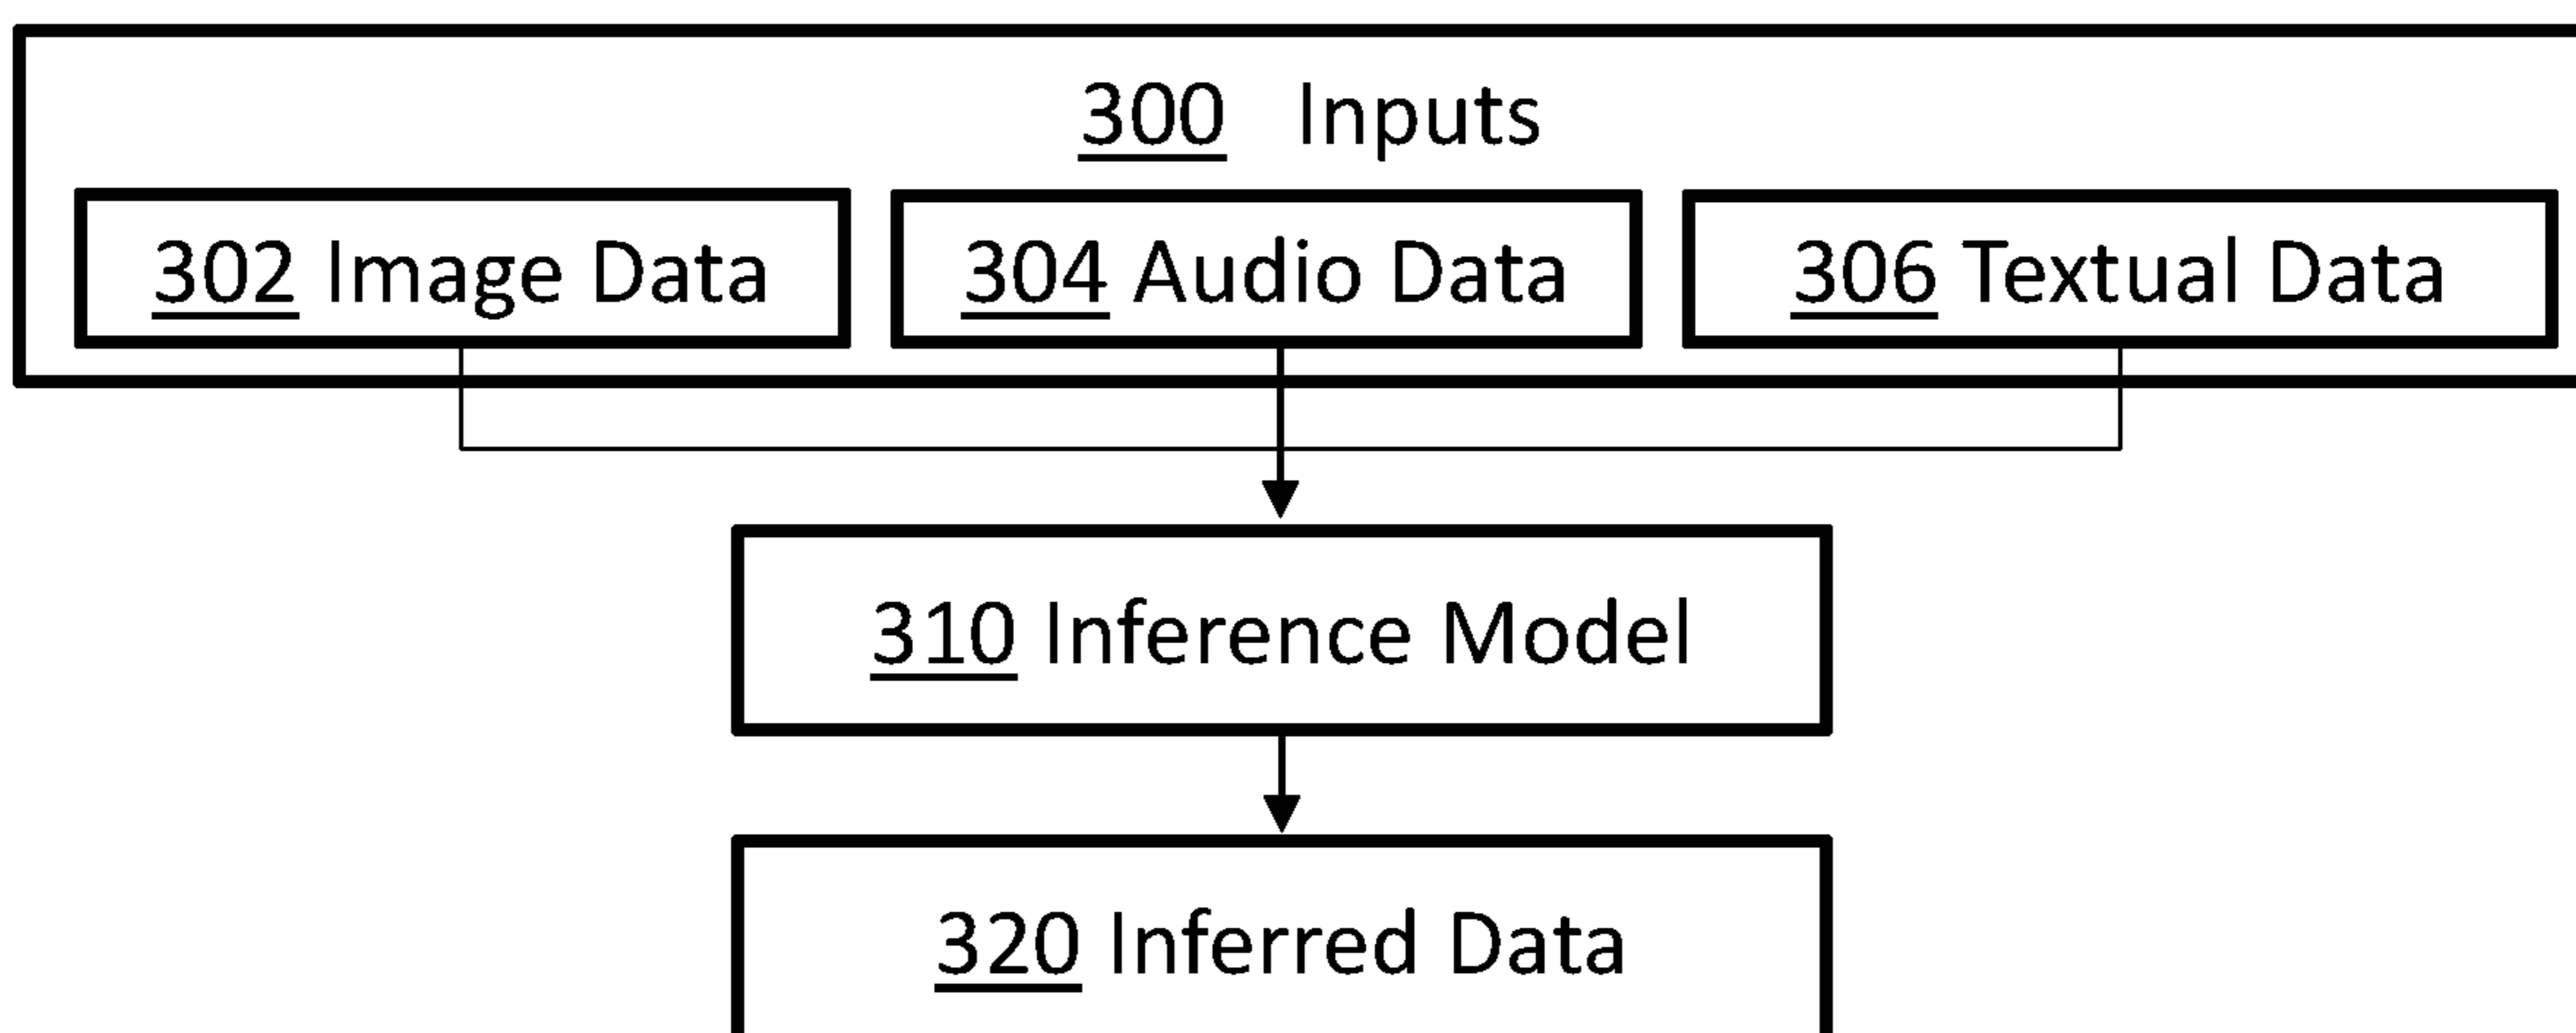 300 Inputs
302 Image Data
304 Audio Data
306 Textual Data
310 Inference Model
320 Inferred Data